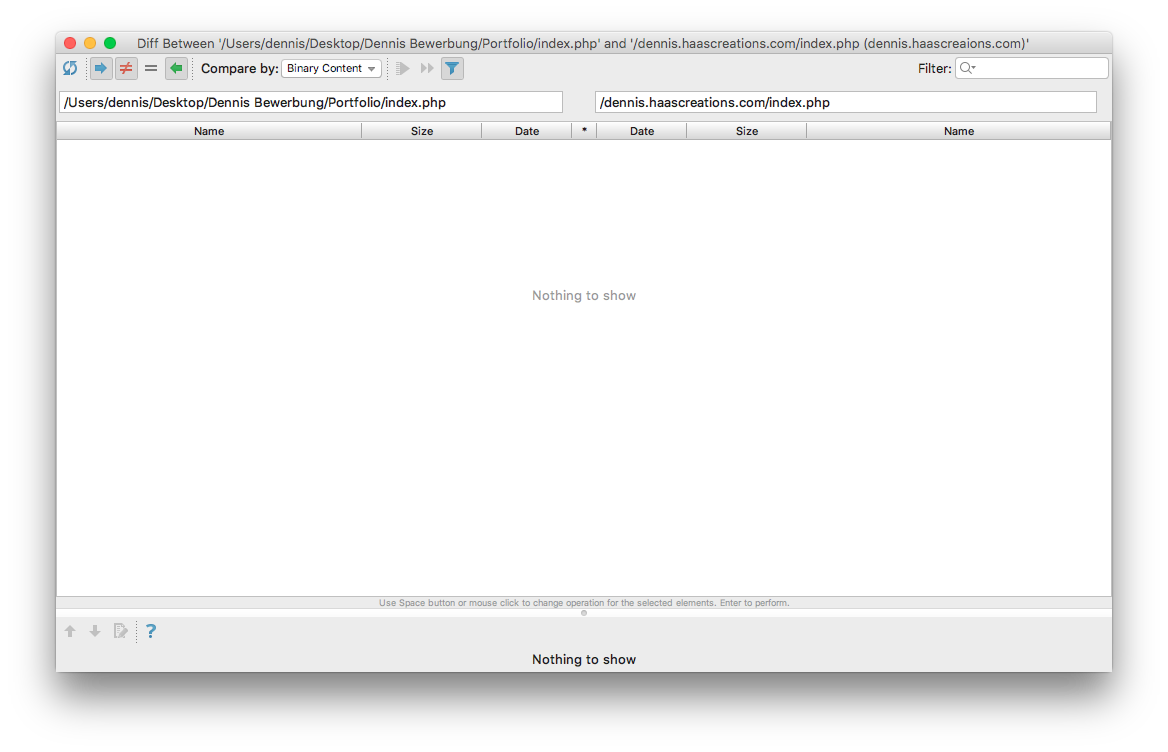 Diff Between '/Users/dennis/Desktop/Dennis Bewerbung/Portfolio/index.php' and '/dennis.haascreations.com/index.php (dennis.haascreaions.com)'
Compare by: Binary Content Filter:
/Users/dennis/Desktop/Dennis Bewerbung/Portfolio/index.php /dennis.haascreations.com/index.php
Name Size Date * Date Size Name
Nothing to show
Use Space button or mouse click to change operation for the selected elements. Enter to perform.
?
Nothing to show